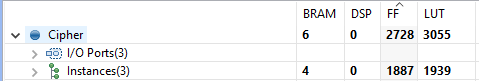 BRAM DSP FF LUT
Cipher 6 0 2728 3055
I/O Ports(3)
Instances(3) 4 0 1887 1939